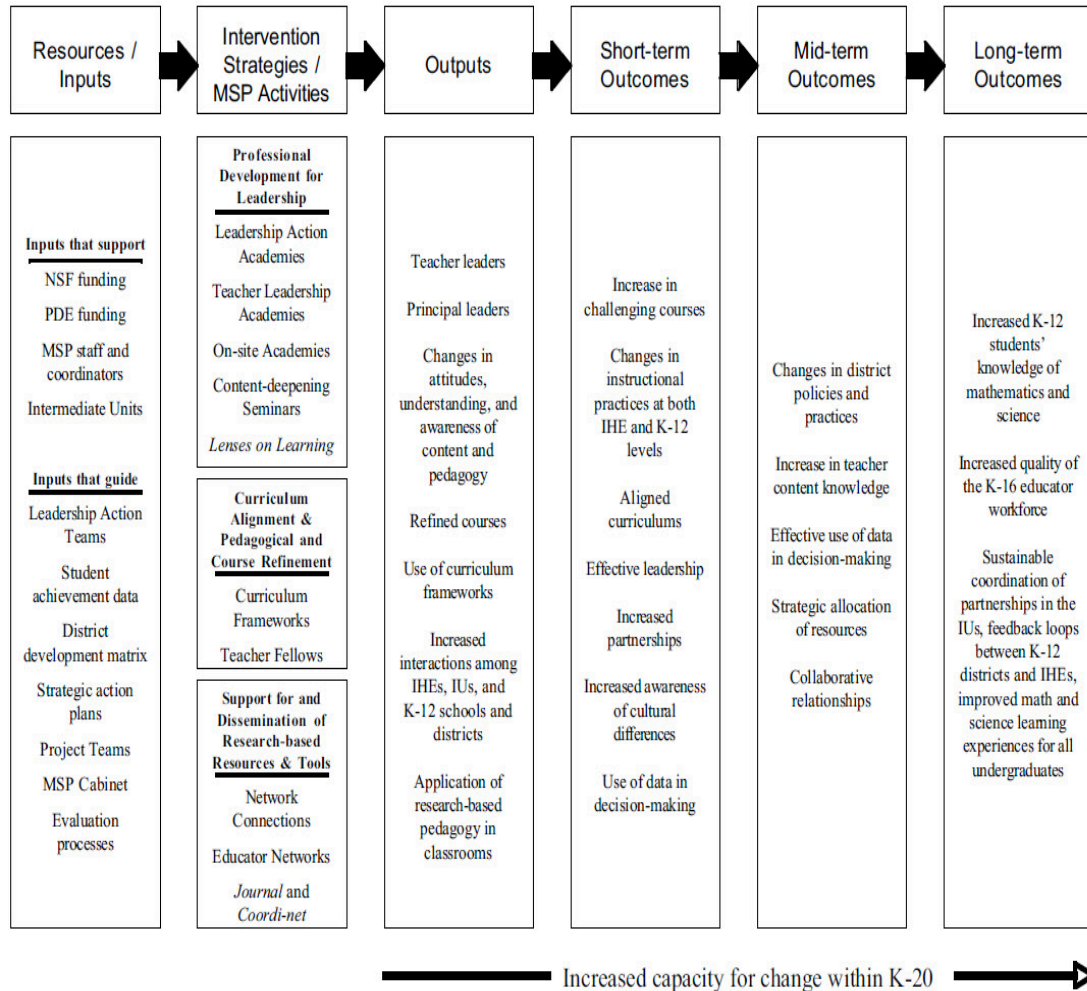 Resources /
Inputs
Intervention
Strategies /
MSP Activities
Outputs
Short-term
Outcomes
Mid-term
Outcomes
Long-term
Outcomes
Inputs that support
NSF funding
PDE funding
MSP staff and
coordinators
Intermediate Units
Inputs that guide
Leadership Action
Teams
Student
achievement data
District
development matrix
Strategic action
plans
Project Teams
MSP Cabinet
Evaluation
processes
Professional
Development for
Leadership
Leadership Action
Academies
Teacher Leadership
Academies
On-site Academies
Content-deepening
Seminars
Lenses on Learning
Curriculum
Alignment &
Pedagogical and
Course Refinement
Curriculum
Frameworks
Teacher Fellows
Support for and
Dissemination of
Research-based
Resources & Tools
Network
Connections
Educator Networks
Journal and
Coordi-net
Teacher leaders
Principal leaders
Changes in
attitudes,
understanding, and
awareness of
content and
pedagogy
Refined courses
Use of curriculum
frameworks
Increased
interactions among
IHEs, IUs, and
K-12 schools and
districts
Application of
research-based
pedagogy in
classrooms
Increase in
challenging courses
Changes in
instructional
practices at both
IHE and K-12
levels
Aligned
curriculums
Effective leadership
Increased
partnerships
Increased awareness
of cultural
differences
Use of data in
decision-making
Changes in district
policies and
practices
Increase in teacher
content knowledge
Effective use of data
in decision-making
Strategic allocation
of resources
Collaborative
relationships
Increased K-12
students'
knowledge of
mathematics and
science
Increased quality of
the K-16 educator
workforce
Sustainable
coordination of
partnerships in the
IUs, feedback loops
between K-12
districts and IHEs,
improved math and
science learning
experiences for all
undergraduates
Increased capacity for change within K-20